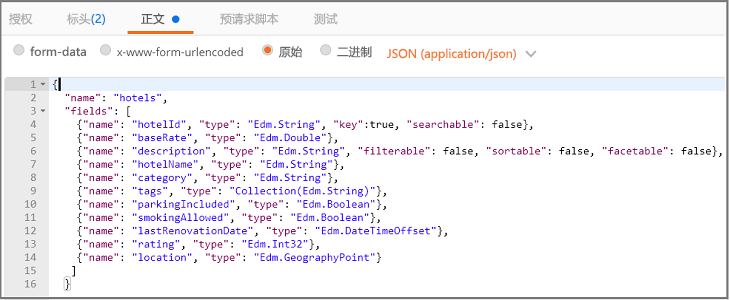 授权 标头(2) 正文 预请求脚本 测试
form-data x-www-form-urlencoded 原始 二进制 JSON (application/json)
1 {
2 "name": "hotels",
3 "fields": [
4 {"name": "hotelId", "type": "Edm.String", "key":true, "searchable": false},
5 {"name": "baseRate", "type": "Edm.Double"},
6 {"name": "description", "type": "Edm.String", "filterable": false, "sortable": false, "facetable": false},
7 {"name": "hotelName", "type": "Edm.String"},
8 {"name": "category", "type": "Edm.String"},
9 {"name": "tags", "type": "Collection(Edm.String)"},
10 {"name": "parkingIncluded", "type": "Edm.Boolean"},
11 {"name": "smokingAllowed", "type": "Edm.Boolean"},
12 {"name": "lastRenovationDate", "type": "Edm.DateTimeOffset"},
13 {"name": "rating", "type": "Edm.Int32"},
14 {"name": "location", "type": "Edm.GeographyPoint"}
15 ]
16 }